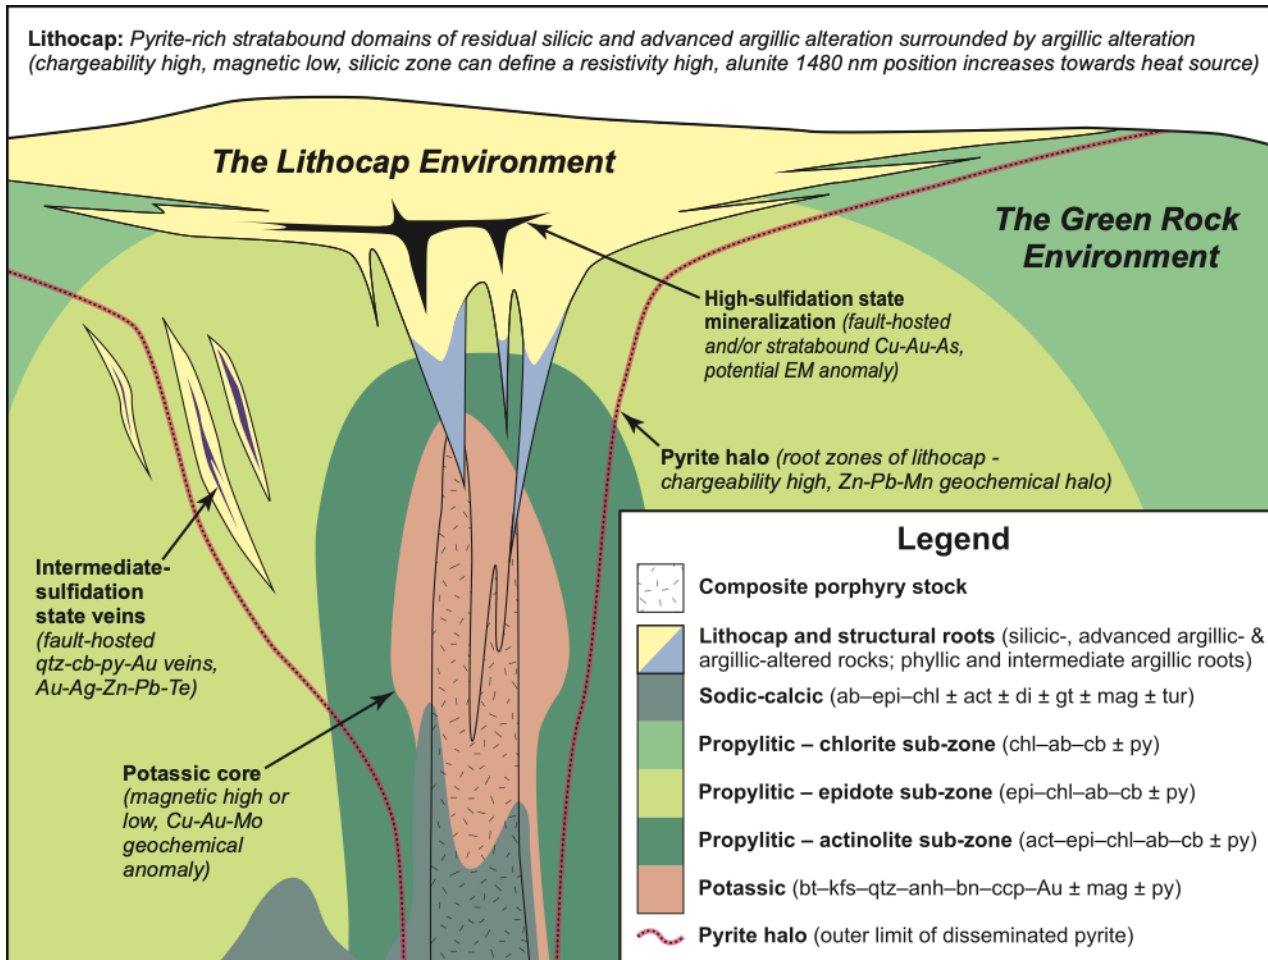 Lithocap: Pyrite-rich stratabound domains of residual silicic and advanced argillic alteration surrounded by argillic alteration
(chargeability high, magnetic low, silicic zone can define a resistivity high, alunite 1480 nm position increases towards heat source)
The Lithocap Environment
The Green Rock
Environment
High-sulfidation state
mineralization (fault-hosted
and/or stratabound Cu-Au-As,
potential EM anomaly)
Pyrite halo (root zones of lithocap -
chargeability high, Zn-Pb-Mn geochemical halo)
Intermediate-
sulfidation
state veins
(fault-hosted
qtz-cb-py-Au veins,
Au-Ag-Zn-Pb-Te)
Potassic core
(magnetic high or
low, Cu-Au-Mo
geochemical
anomaly)
Legend
Composite porphyry stock
Lithocap and structural roots (silicic-, advanced argillic- &
argillic-altered rocks; phyllic and intermediate argillic roots)
Sodic-calcic (ab–epi–chl ± act ± di ± gt ± mag ± tur)
Propylitic – chlorite sub-zone (chl–ab–cb ± py)
Propylitic – epidote sub-zone (epi–chl–ab–cb ± py)
Propylitic – actinolite sub-zone (act–epi–chl–ab–cb ± py)
Potassic (bt–kfs–qtz–anh–bn–ccp–Au ± mag ± py)
Pyrite halo (outer limit of disseminated pyrite)